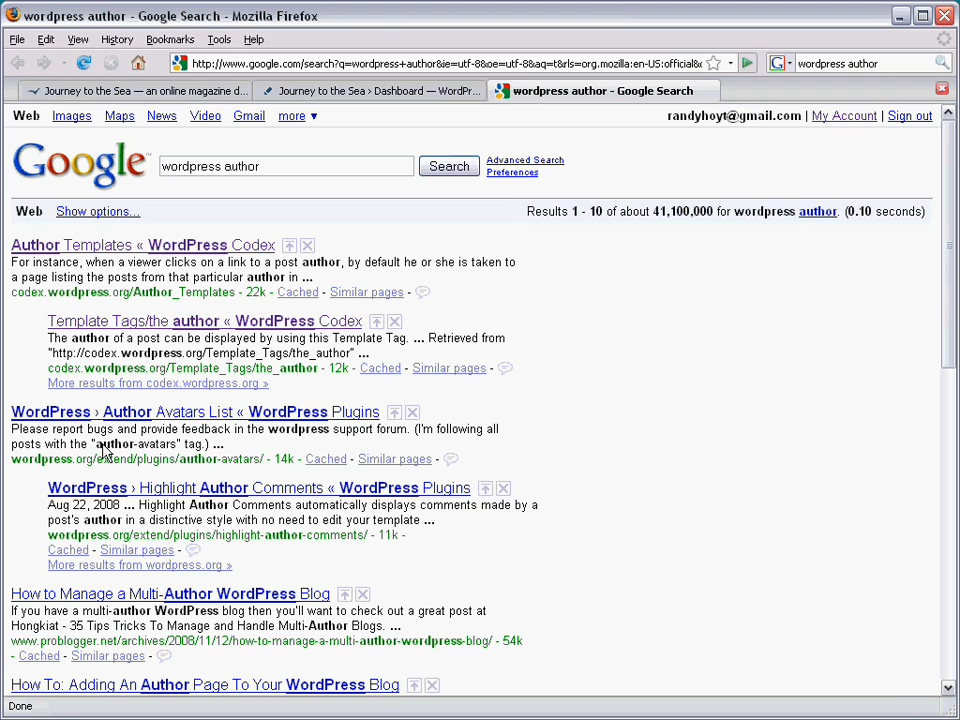 wordpress author - Google Search - Mozilla Firefox
File Edit View History Bookmarks Tools Help
http://www.google.com/search?q=wordpress+author&ie=utf-8&oe=utf-8&aq=t&rls=org.mozilla:en-US:official&
wordpress author
Journey to the Sea — an online magazine d...
Journey to the Sea › Dashboard — WordPr...
wordpress author - Google Search
Web Images Maps News Video Gmail more ▼
randyhoyt@gmail.com | My Account | Sign out
Google
wordpress author
Search
Advanced Search
Preferences
Web Show options...
Results 1 - 10 of about 41,100,000 for wordpress author. (0.10 seconds)
Author Templates « WordPress Codex
For instance, when a viewer clicks on a link to a post author, by default he or she is taken to
a page listing the posts from that particular author in ...
codex.wordpress.org/Author_Templates - 22k - Cached - Similar pages -
Template Tags/the author « WordPress Codex
The author of a post can be displayed by using this Template Tag. ... Retrieved from
"http://codex.wordpress.org/Template_Tags/the_author" ...
codex.wordpress.org/Template_Tags/the_author - 12k - Cached - Similar pages -
More results from codex.wordpress.org »
WordPress › Author Avatars List « WordPress Plugins
Please report bugs and provide feedback in the wordpress support forum. (I'm following all
posts with the "author-avatars" tag.) ...
wordpress.org/extend/plugins/author-avatars/ - 14k - Cached - Similar pages -
WordPress › Highlight Author Comments « WordPress Plugins
Aug 22, 2008 ... Highlight Author Comments automatically displays comments made by a
post's author in a distinctive style with no need to edit your template ...
wordpress.org/extend/plugins/highlight-author-comments/ - 11k -
Cached - Similar pages -
More results from wordpress.org »
How to Manage a Multi-Author WordPress Blog
If you have a multi-author WordPress blog then you'll want to check out a great post at
Hongkiat - 35 Tips Tricks To Manage and Handle Multi-Author Blogs. ...
www.problogger.net/archives/2008/11/12/how-to-manage-a-multi-author-wordpress-blog/ - 54k
- Cached - Similar pages -
How To: Adding An Author Page To Your WordPress Blog
Done